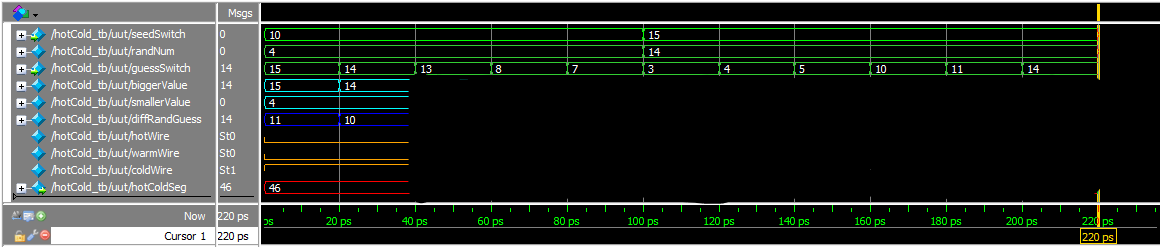 Msgs
/hotCold_tb/uut/seedSwitch 0 10 15
/hotCold_tb/uut/randNum 0 4 14
/hotCold_tb/uut/guessSwitch 14 15 14 13 8 7 3 4 5 10 11 14
/hotCold_tb/uut/biggerValue 14 15 14
/hotCold_tb/uut/smallerValue 0 4
/hotCold_tb/uut/diffRandGuess 14 11 10
/hotCold_tb/uut/hotWire St0
/hotCold_tb/uut/warmWire St0
/hotCold_tb/uut/coldWire St1
/hotCold_tb/uut/hotColdSeg 46 46
Now 220 ps ps 20 ps 40 ps 60 ps 80 ps 100 ps 120 ps 140 ps 160 ps 180 ps 200 ps 220 ps
Cursor 1 220 ps 220 ps